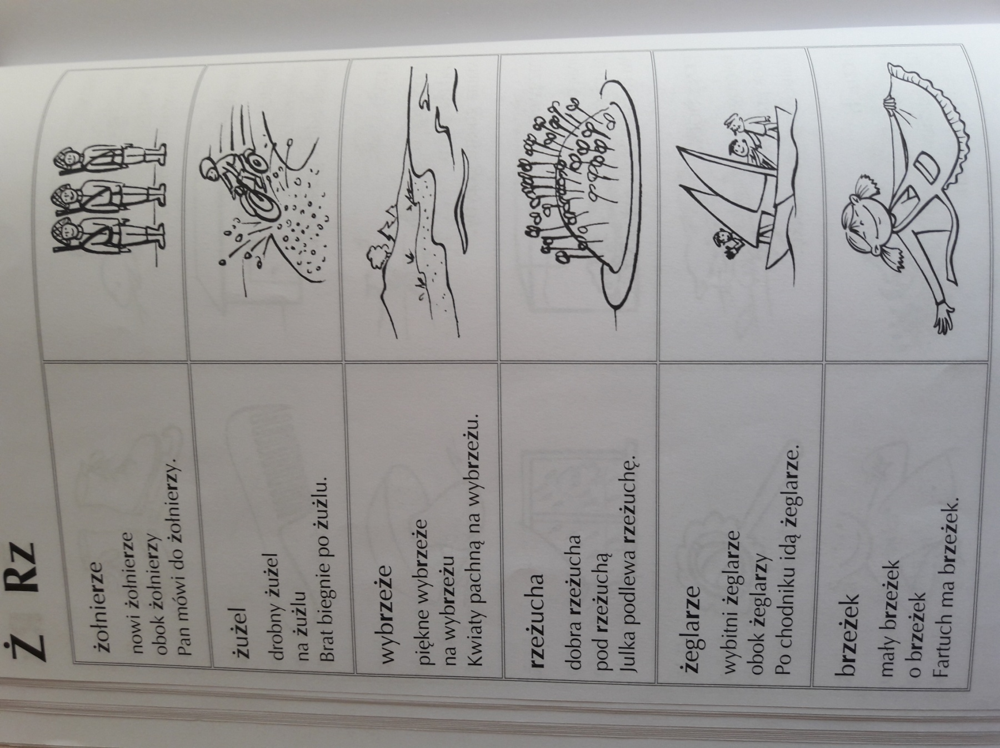 Ż Rz
żołnierze
nowi żołnierze
obok żołnierzy
Pan mówi do żołnierzy.
żużel
drobny żużel
na żużlu
Brat biegnie po żużlu.
wybrzeże
piękne wybrzeże
na wybrzeżu
Kwiaty pachną na wybrzeżu.
rzeżucha
dobra rzeżucha
pod rzeżuchą
Julka podlewa rzeżuchę.
żeglarze
wybitni żeglarze
obok żeglarzy
Po chodniku idą żeglarze.
brzeżek
mały brzeżek
o brzeżek
Fartuch ma brzeżek.